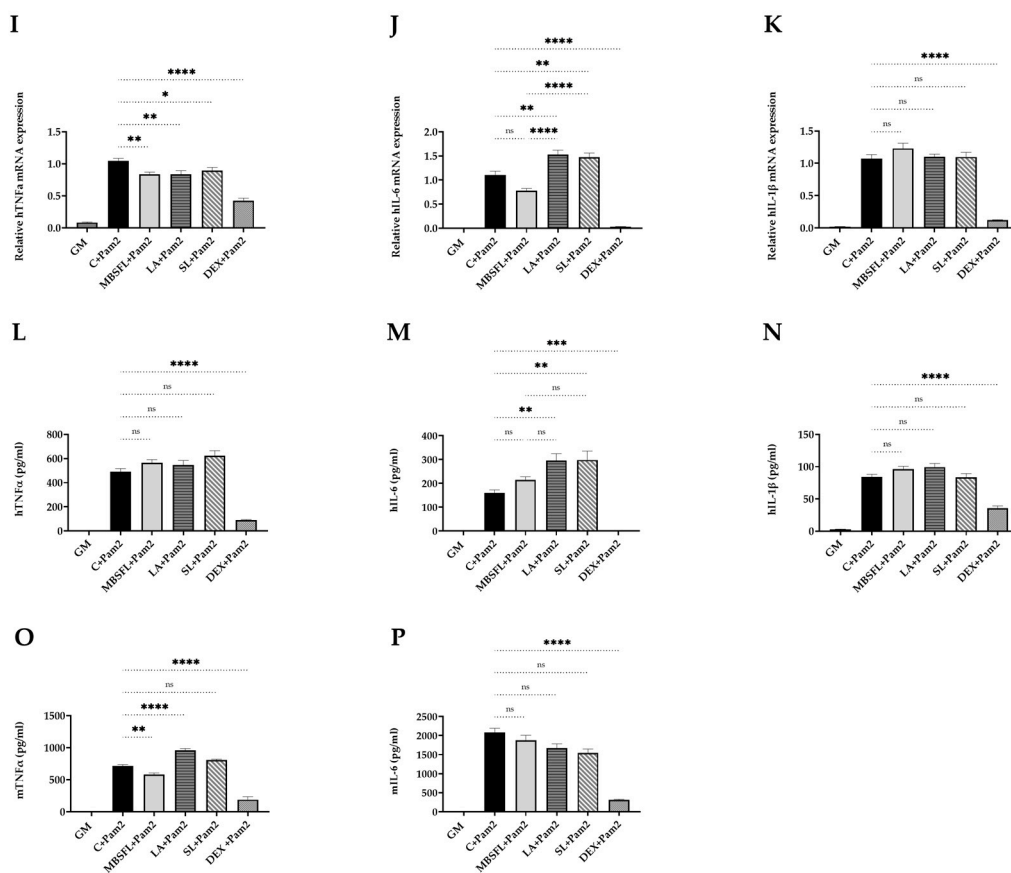 I
Relative hTNFa mRNA expression
****
*
**
**
1.5
1.0
0.5
0.0
GM
C+Pam2
MBSFL+Pam2
LA+Pam2
SL+Pam2
DEX+Pam2
J
Relative hIL-6 mRNA expression
****
**
****
**
ns
****
2.0
1.5
1.0
0.5
0.0
GM
C+Pam2
MBSFL+Pam2
LA+Pam2
SL+Pam2
DEX+Pam2
K
Relative hIL-1β mRNA expression
****
ns
ns
ns
1.5
1.0
0.5
0.0
GM
C+Pam2
MBSFL+Pam2
LA+Pam2
SL+Pam2
DEX+Pam2
L
hTNFα (pg/ml)
****
ns
ns
ns
800
600
400
200
0
GM
C+Pam2
MBSFL+Pam2
LA+Pam2
SL+Pam2
DEX+Pam2
M
hIL-6 (pg/ml)
***
**
ns
**
ns
ns
400
300
200
100
0
GM
C+Pam2
MBSFL+Pam2
LA+Pam2
SL+Pam2
DEX+Pam2
N
hIL-1β (pg/ml)
****
ns
ns
ns
150
100
50
0
GM
C+Pam2
MBSFL+Pam2
LA+Pam2
SL+Pam2
DEX+Pam2
O
mTNFα (pg/ml)
****
ns
****
**
1500
1000
500
0
GM
C+Pam2
MBSFL+Pam2
LA+Pam2
SL+Pam2
DEX+Pam2
P
mIL-6 (pg/ml)
****
ns
ns
ns
2500
2000
1500
1000
500
0
GM
C+Pam2
MBSFL+Pam2
LA+Pam2
SL+Pam2
DEX+Pam2